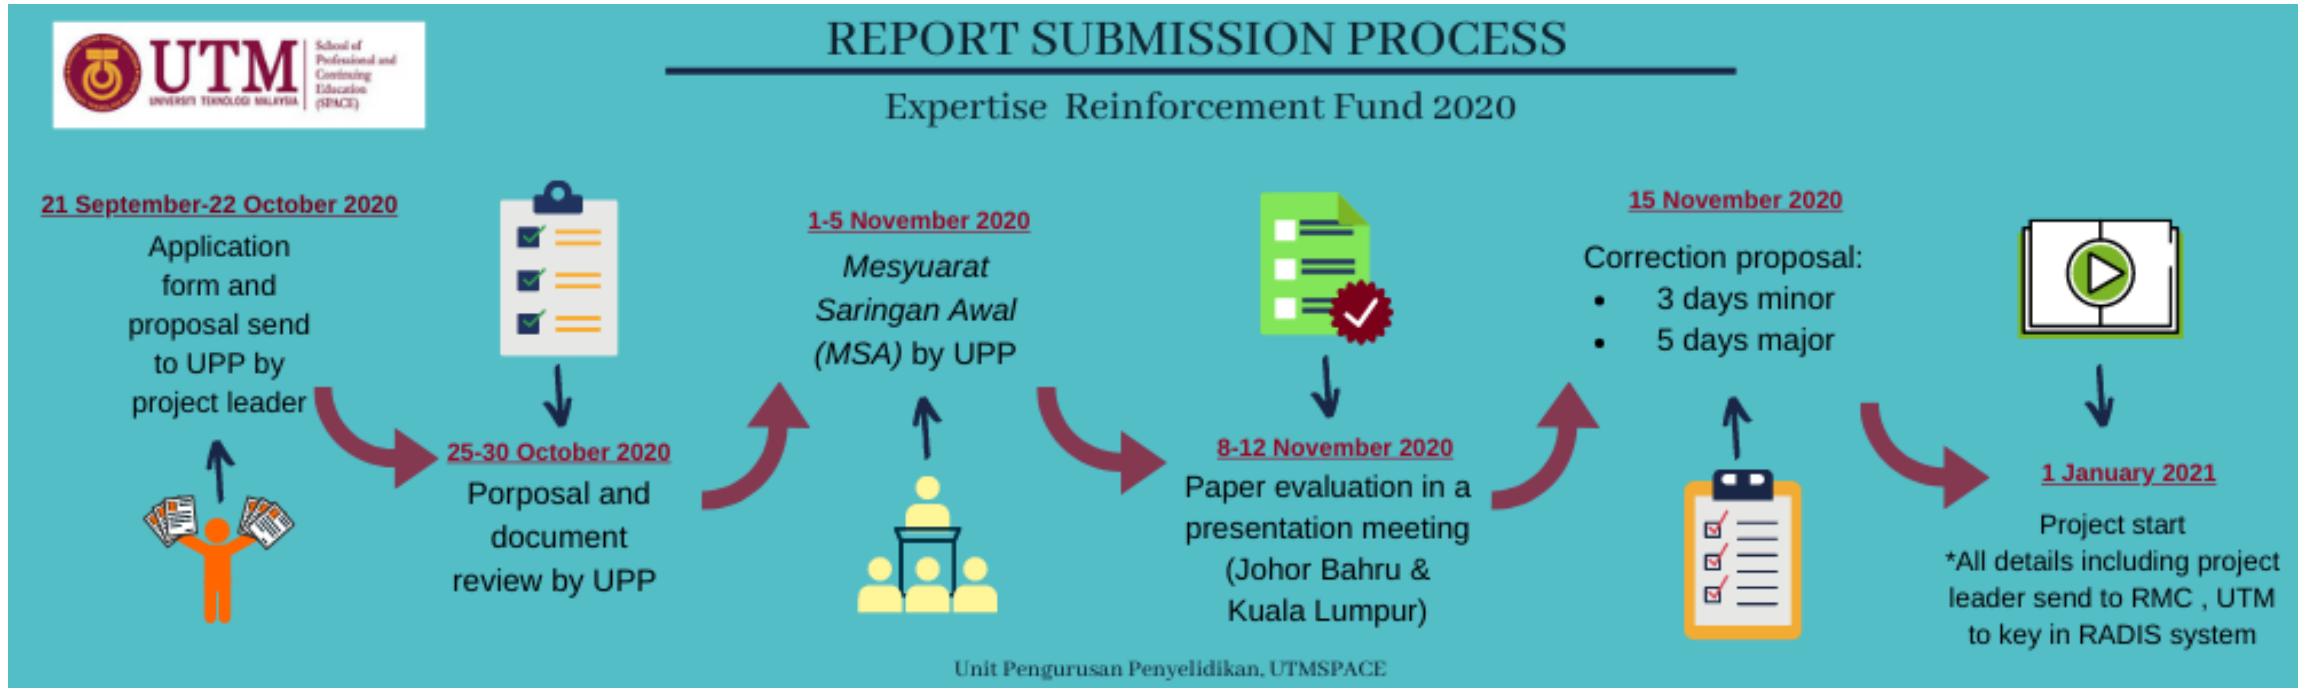 UTM
UNIVERSITI TEKNOLOGI MALAYSIA
School of
Professional and
Continuing
Education
(SPACE)
REPORT SUBMISSION PROCESS
Expertise Reinforcement Fund 2020
21 September-22 October 2020
Application
form and
proposal send
to UPP by
project leader
25-30 October 2020
Porposal and
document
review by UPP
1-5 November 2020
Mesyuarat
Saringan Awal
(MSA) by UPP
8-12 November 2020
Paper evaluation in a
presentation meeting
(Johor Bahru &
Kuala Lumpur)
15 November 2020
Correction proposal:
• 3 days minor
• 5 days major
1 January 2021
Project start
*All details including project
leader send to RMC , UTM
to key in RADIS system
Unit Pengurusan Penyelidikan, UTMSPACE